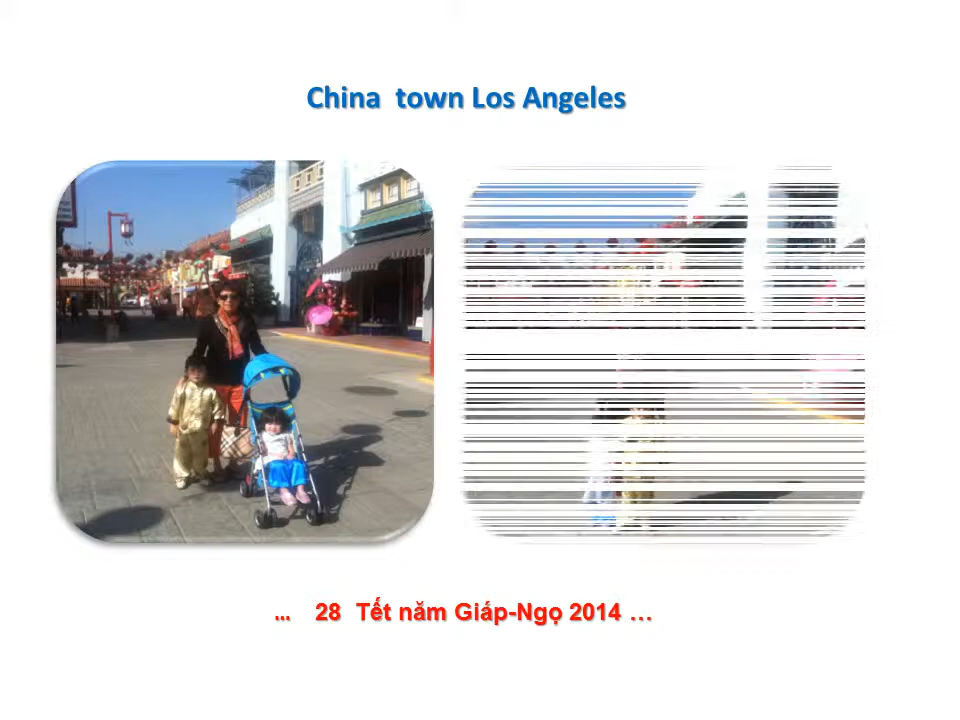 China town Los Angeles
... 28 Tết năm Giáp-Ngọ 2014 ...